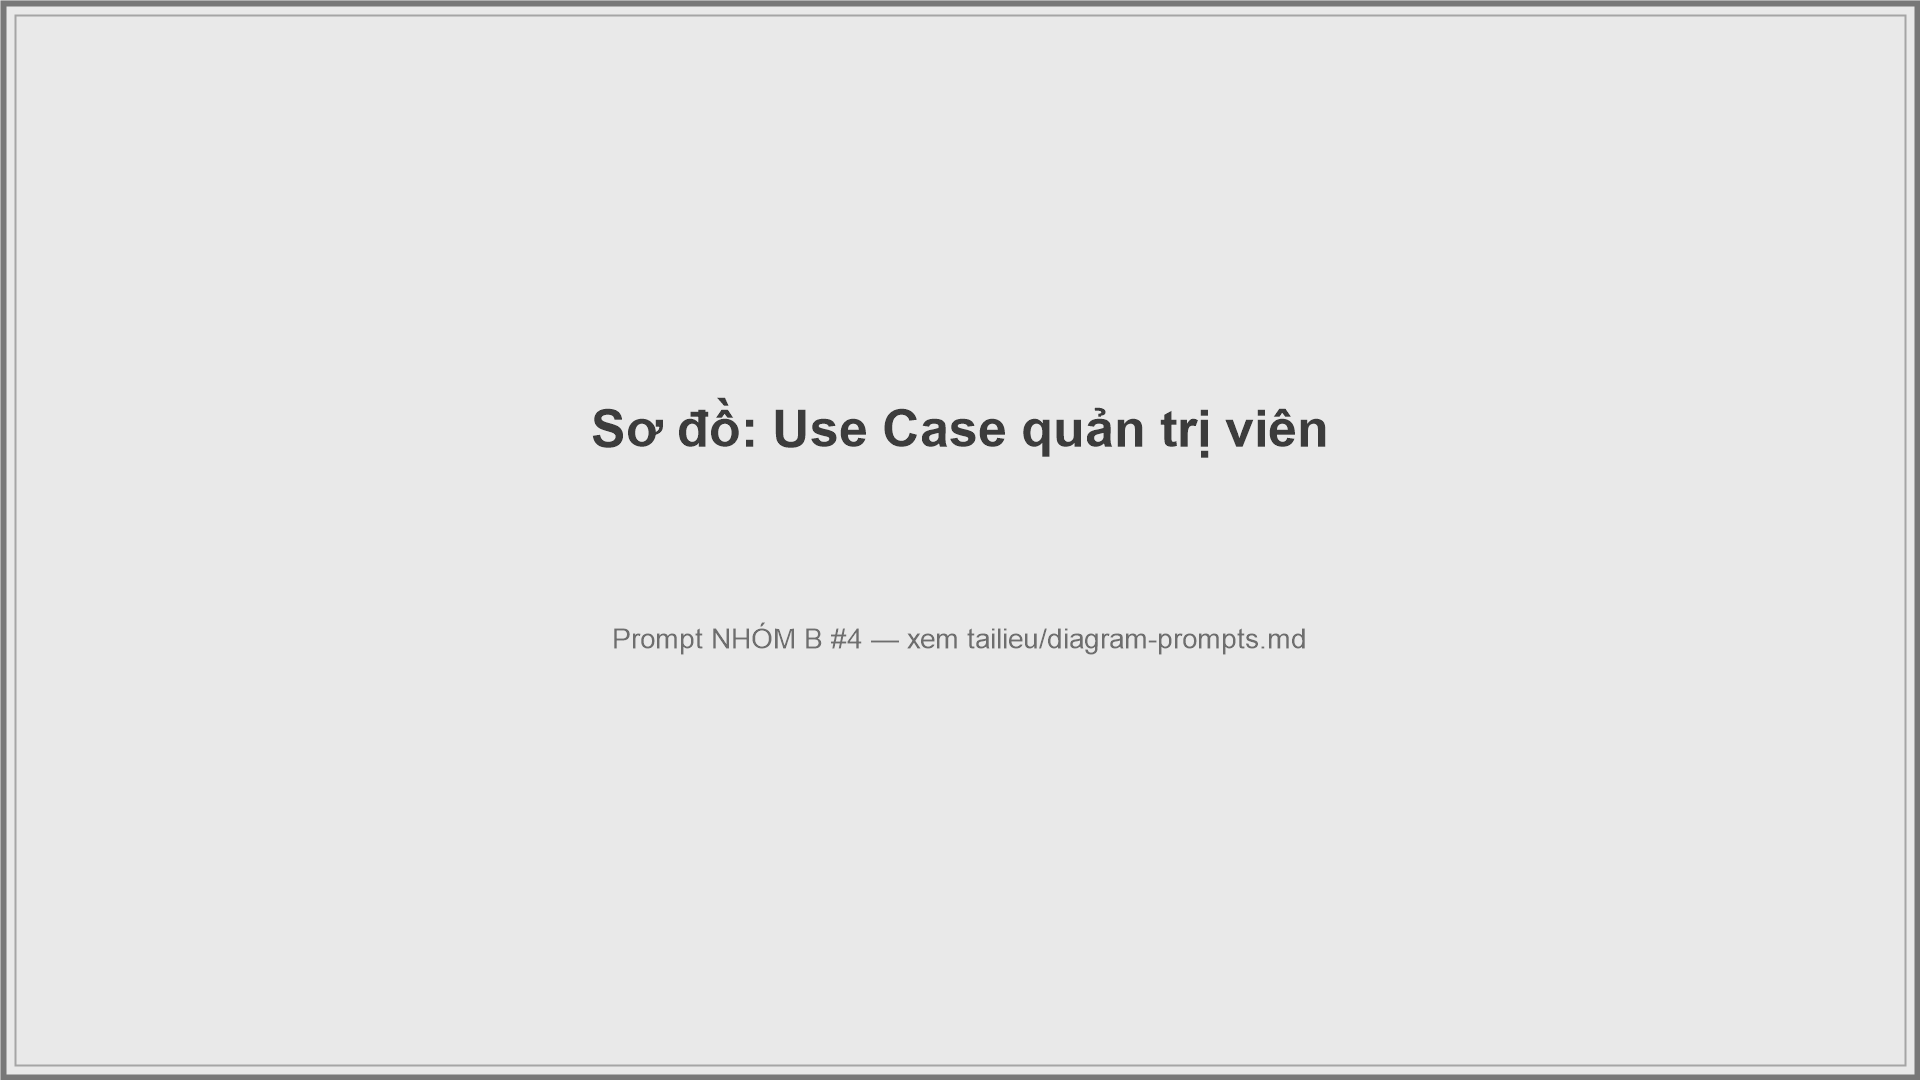 Sơ đồ: Use Case quản trị viên
Prompt NHÓM B #4 — xem tailieu/diagram-prompts.md